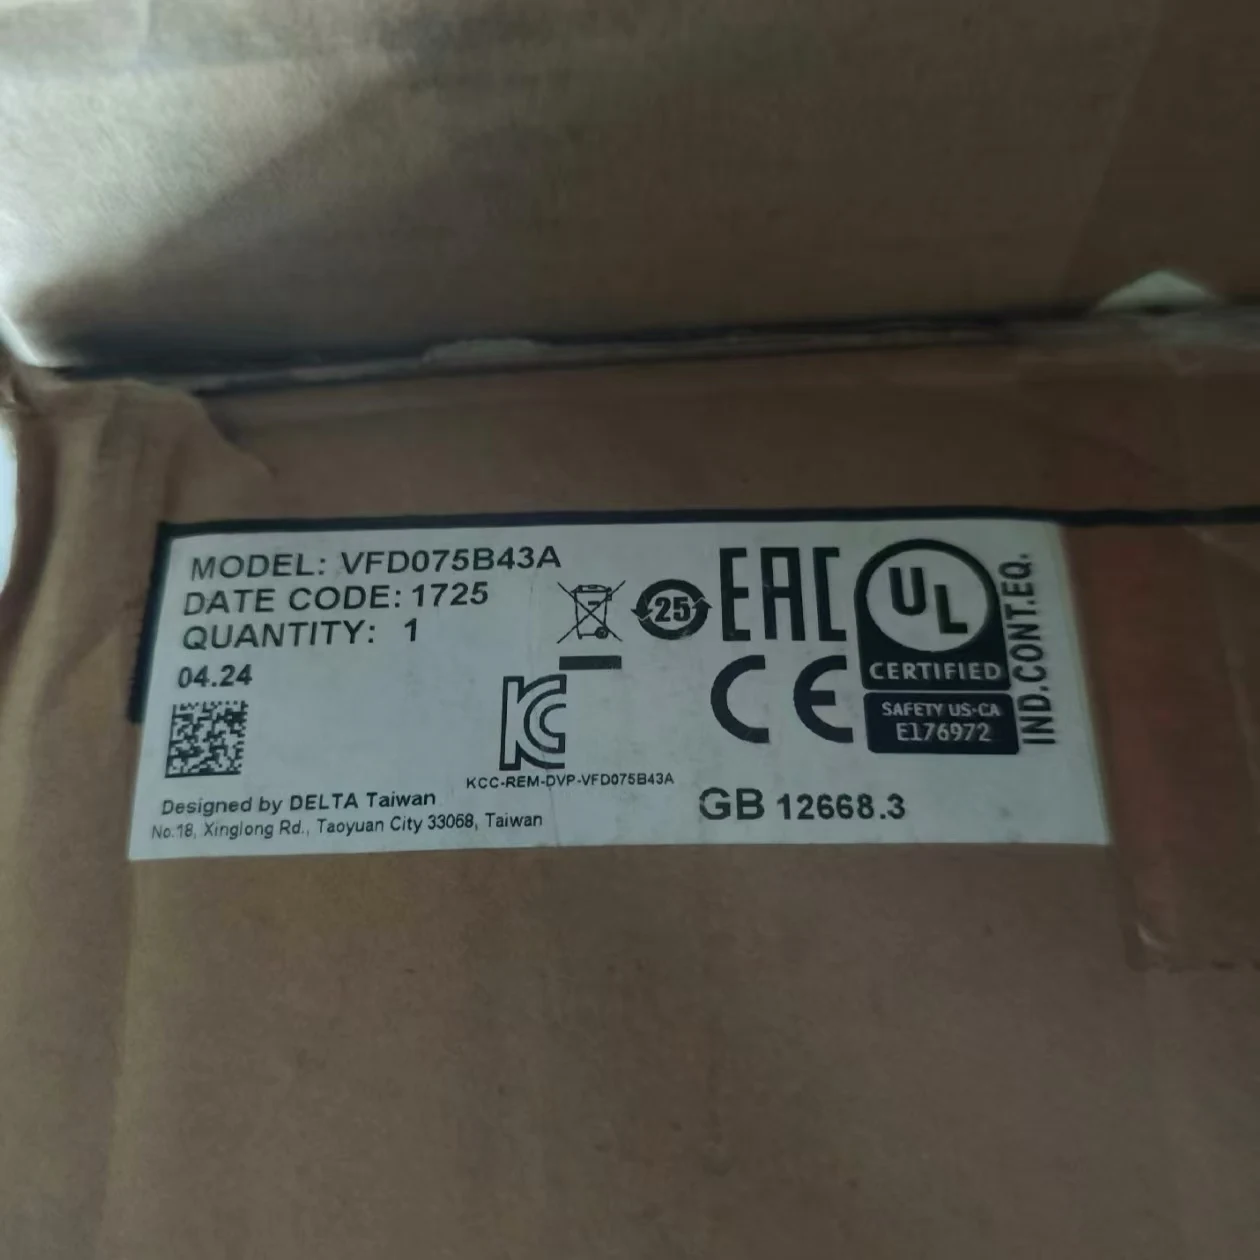 MODEL: VFD075B43A
DATE CODE: 1725
QUANTITY: 1
04.24
25
EAC
UL
CERTIFIED
SAFETY US-CA
E176972
IND.CONT.EQ.
CE
KC
KCC-REM-DVP-VFD075B43A
Designed by DELTA Taiwan
No.18, Xinglong Rd., Taoyuan City 33068, Taiwan
GB 12668.3